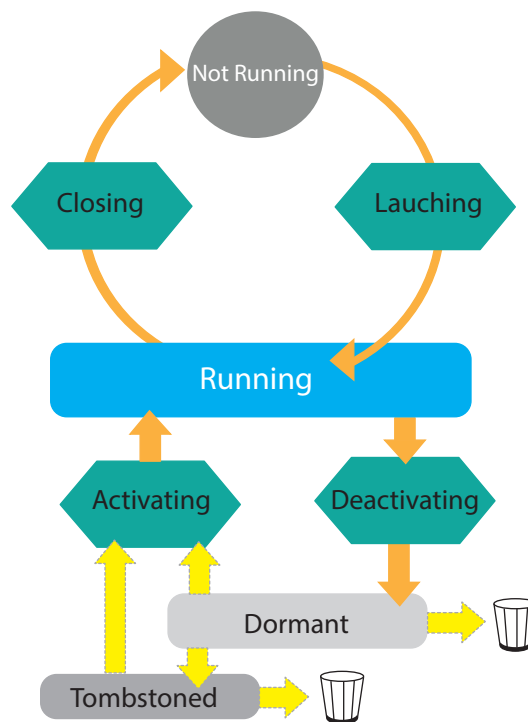 Not Running
Closing
Lauching
Running
Activating
Deactivating
Dormant
Tombstoned